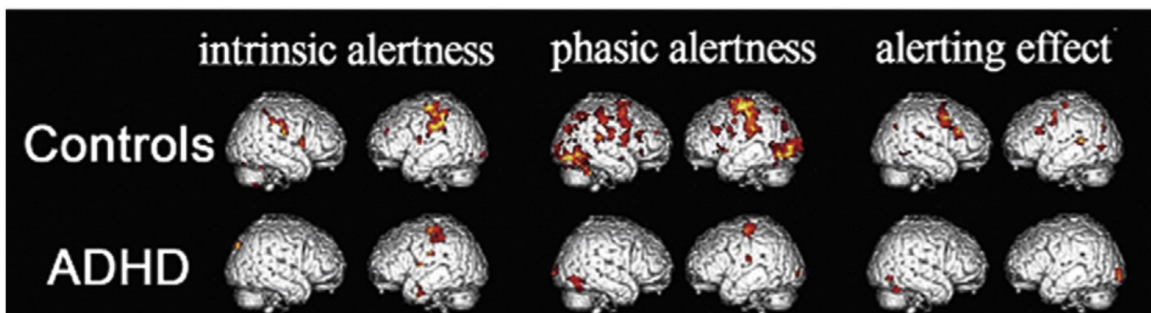 intrinsic alertness phasic alertness alerting effect
Controls
ADHD